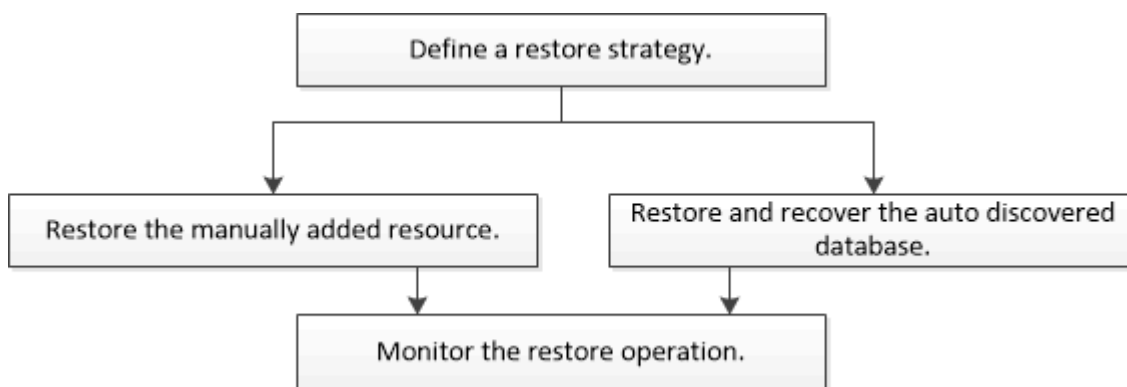 Define a restore strategy.
Restore the manually added resource.
Restore and recover the auto discovered
database.
Monitor the restore operation.